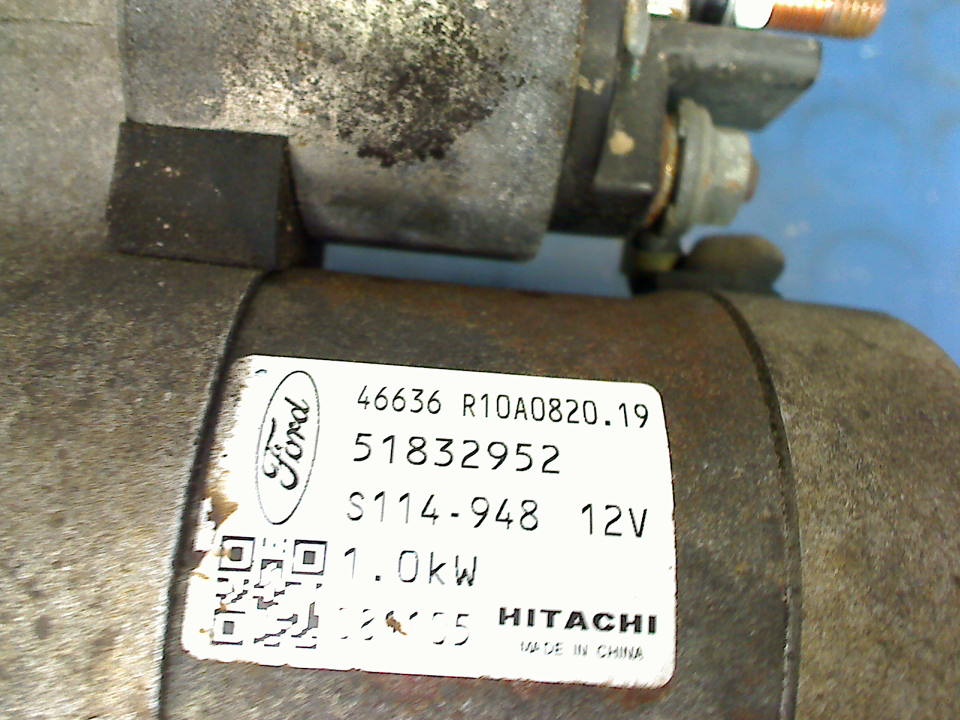 Ford
46636 R10A0820.19
51832952
S114-948 12V
1.0kW
HITACHI
MADE IN CHINA